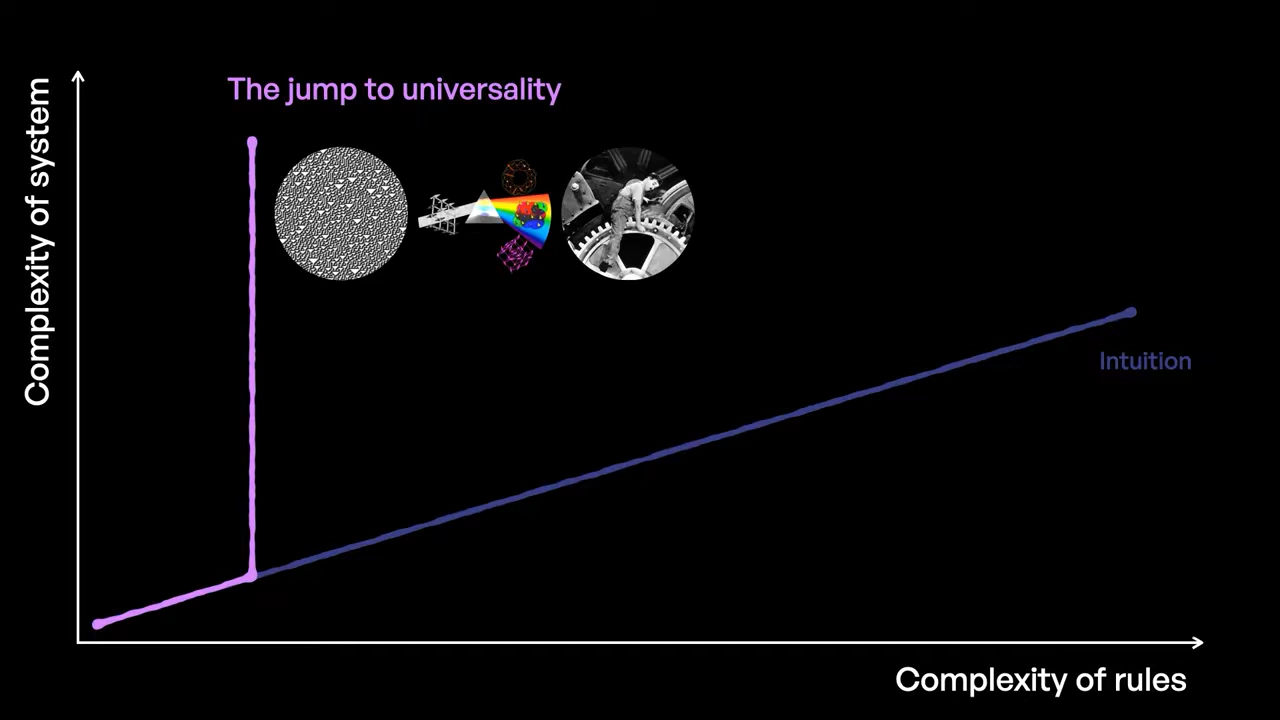 The jump to universality
Complexity of system
Intuition
Complexity of rules